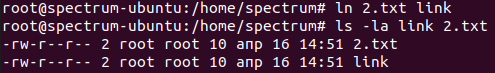 root@spectrum-ubuntu:/home/spectrum# ln 2.txt link
root@spectrum-ubuntu:/home/spectrum# ls -la link 2.txt
-rw-r--r-- 2 root root 10 апр 16 14:51 2.txt
-rw-r--r-- 2 root root 10 апр 16 14:51 link